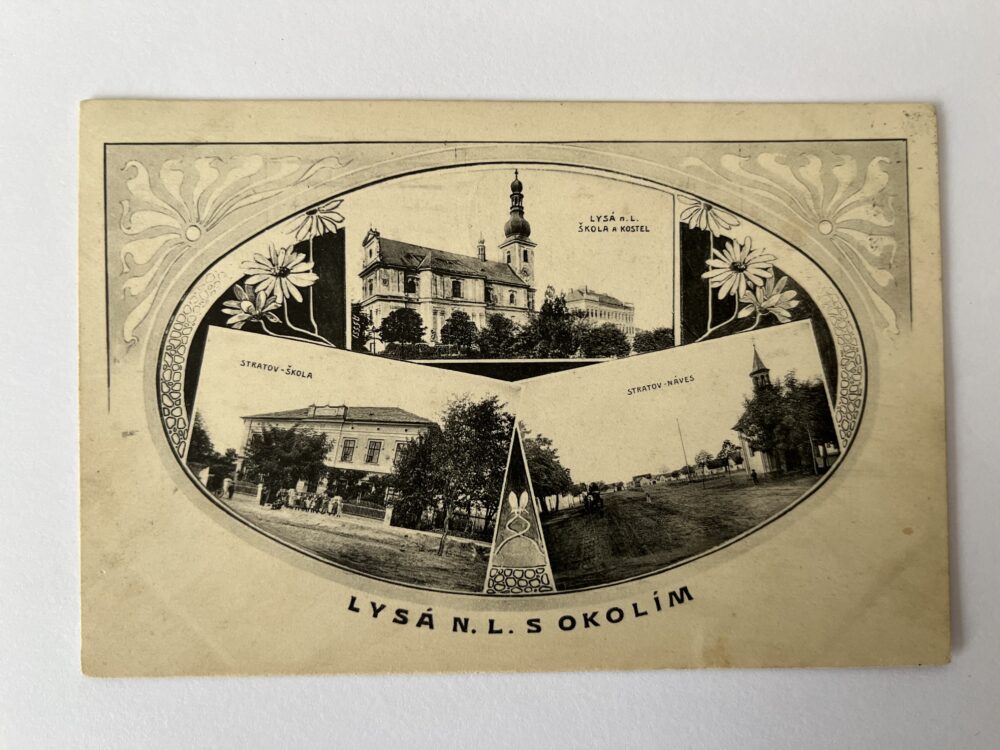 LYSÁ n. L.
ŠKOLA A KOSTEL
STRATOV - ŠKOLA
STRATOV - NÁVES
LYSÁ N. L. S OKOLÍM